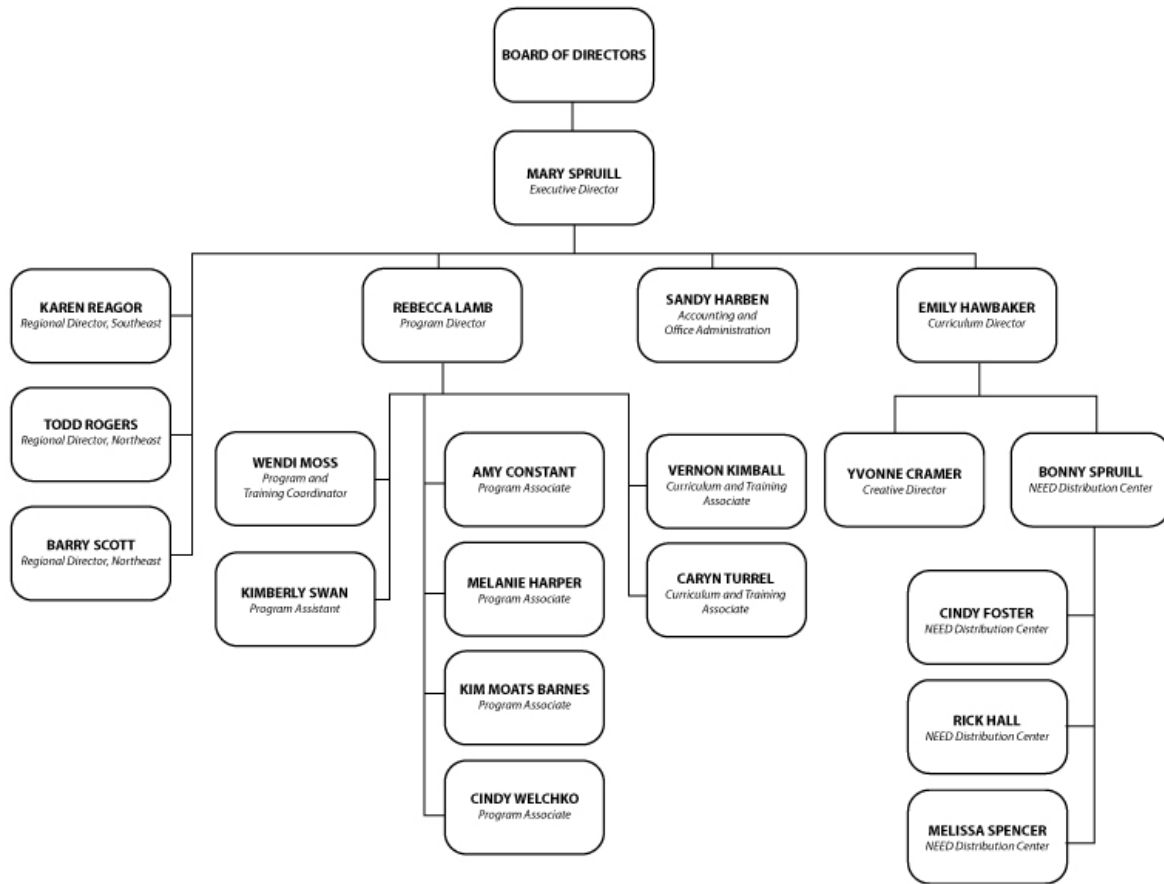 BOARD OF DIRECTORS
MARY SPRUILL
Executive Director
KAREN REAGOR
Regional Director, Southeast
TODD ROGERS
Regional Director, Northeast
BARRY SCOTT
Regional Director, Northeast
REBECCA LAMB
Program Director
WENDI MOSS
Program and
Training Coordinator
KIMBERLY SWAN
Program Assistant
AMY CONSTANT
Program Associate
MELANIE HARPER
Program Associate
KIM MOATS BARNES
Program Associate
CINDY WELCHKO
Program Associate
VERNON KIMBALL
Curriculum and Training
Associate
CARYN TURREL
Curriculum and Training
Associate
SANDY HARBEN
Accounting and
Office Administration
EMILY HAWBAKER
Curriculum Director
YVONNE CRAMER
Creative Director
BONNY SPRUILL
NEED Distribution Center
CINDY FOSTER
NEED Distribution Center
RICK HALL
NEED Distribution Center
MELISSA SPENCER
NEED Distribution Center